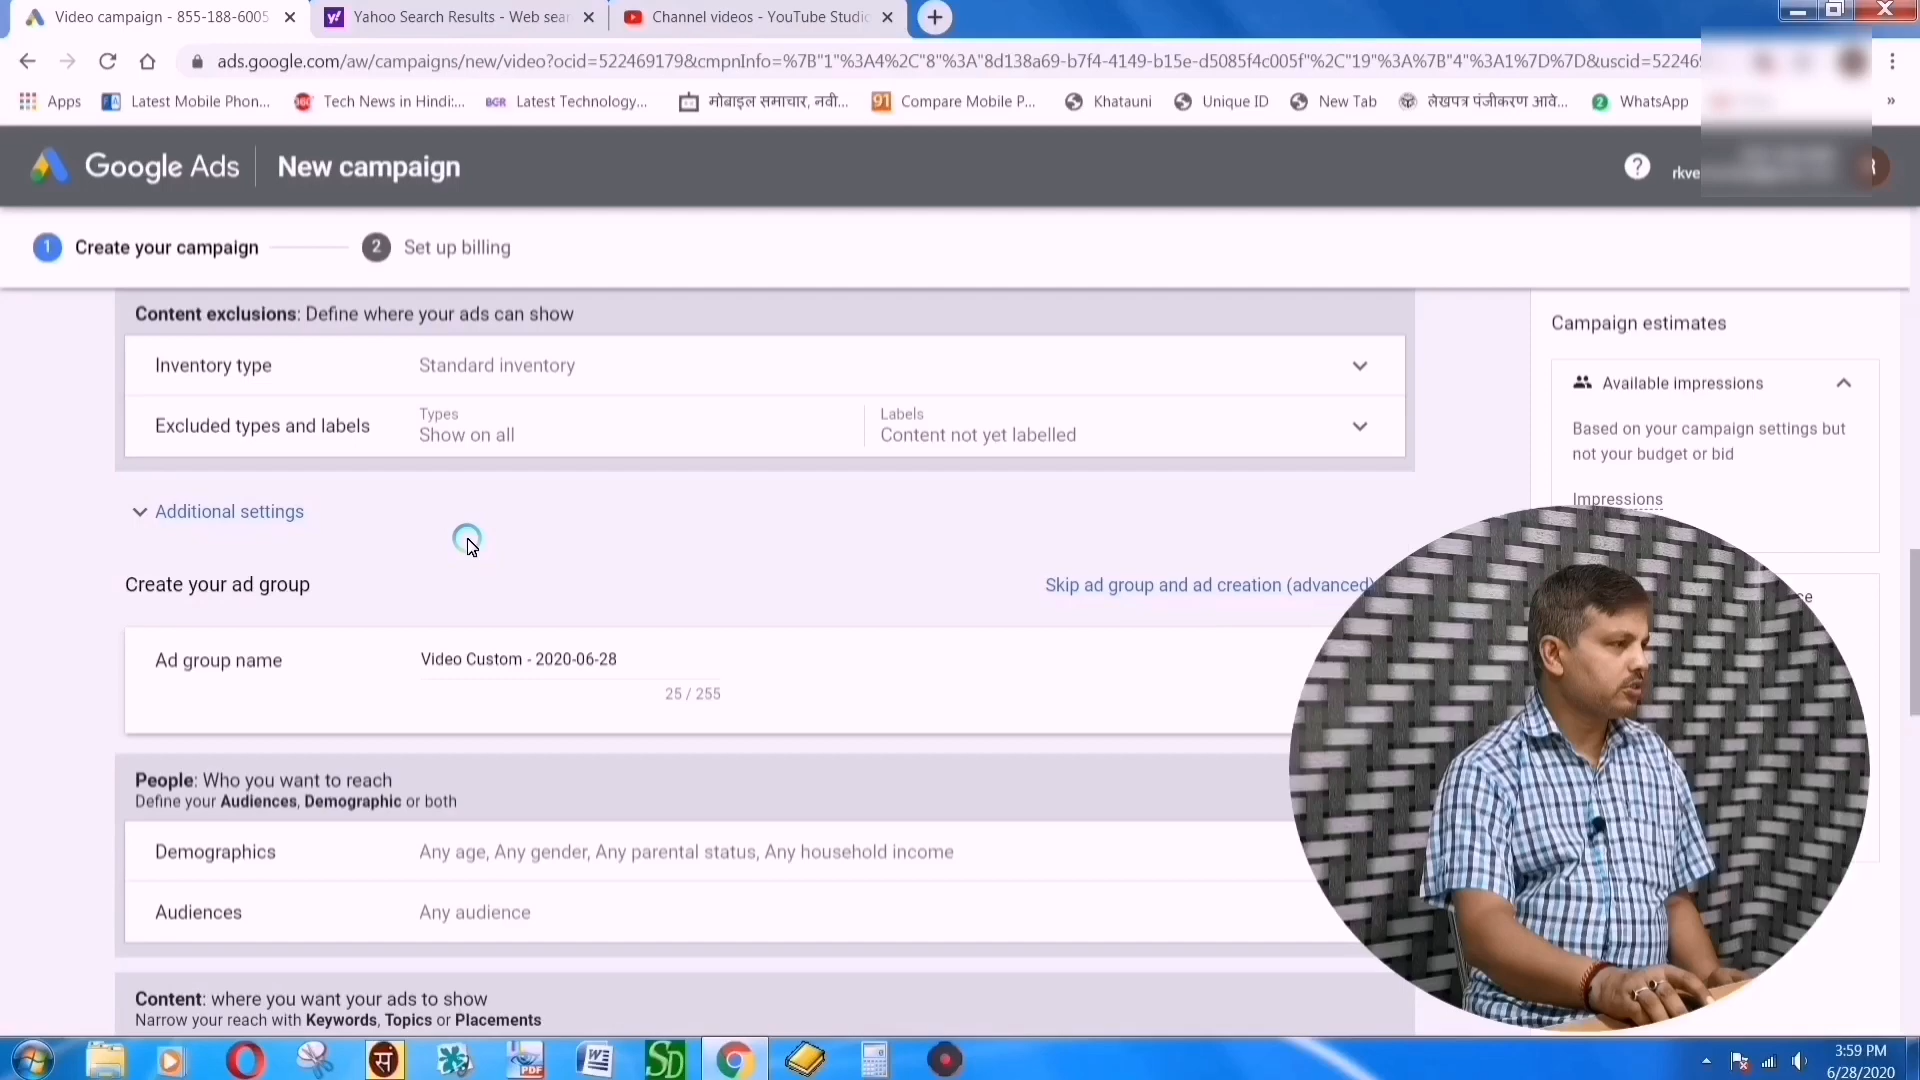 Video campaign - 855-188-6005
Yahoo Search Results - Web sear
Channel videos - YouTube Studio
ads.google.com/aw/campaigns/new/video?ocid=522469179&cmpnInfo=%7B"1"%3A4%2C"8"%3A"8d138a69-b7f4-4149-b15e-d5085f4c005f"%2C"19"%3A%7B"4"%3A1%7D%7D&uscid=52246
Apps
Latest Mobile Phon...
Tech News in Hindi:...
BGR Latest Technology...
मोबाइल समाचार, नवी...
91 Compare Mobile P...
Khatauni
Unique ID
New Tab
लेखपत्र पंजीकरण आवे...
2 WhatsApp
»
Google Ads
New campaign
? rkve
1 Create your campaign
2 Set up billing
Content exclusions: Define where your ads can show
Inventory type
Standard inventory
Excluded types and labels
Types
Show on all
Labels
Content not yet labelled
Additional settings
Create your ad group
Skip ad group and ad creation (advanced)
Ad group name
Video Custom - 2020-06-28
25 / 255
People: Who you want to reach
Define your Audiences, Demographic or both
Demographics
Any age, Any gender, Any parental status, Any household income
Audiences
Any audience
Content: where you want your ads to show
Narrow your reach with Keywords, Topics or Placements
Campaign estimates
Available impressions
Based on your campaign settings but
not your budget or bid
Impressions
ce
सं
PDF
W
SD
3:59 PM
6/28/2020